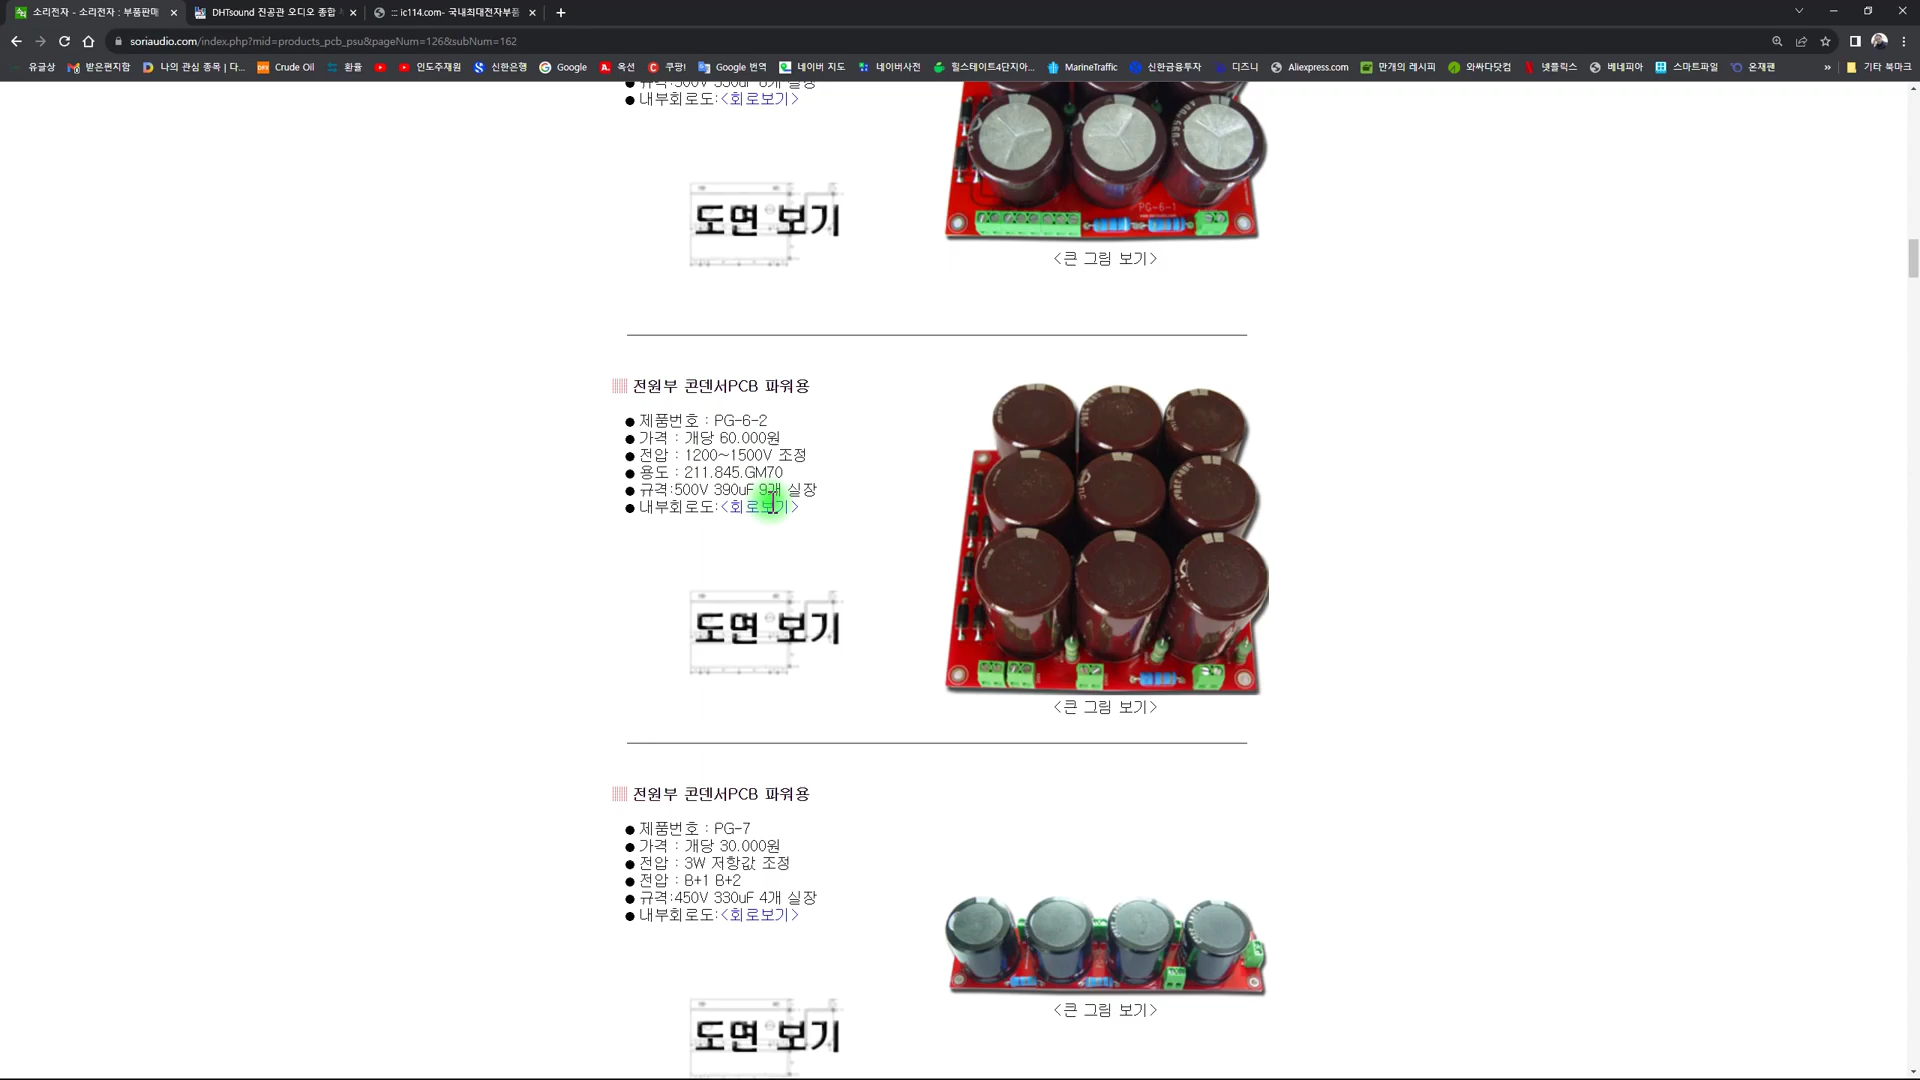 소리전자 - 소리전자 : 부품판매
DHTsound 진공관 오디오 종합
::: ic114.com- 국내최대전자부품
soriaudio.com/index.php?mid=products_pcb_psu&pageNum=126&subNum=162
유글상 받은편지함 나의 관심 종목 | 다... Crude Oil 환율 인도주재원 신한은행 Google 옥션 쿠팡! Google 번역 네이버 지도 네이버사전 힐스테이트4단지아... MarineTraffic 신한금융투자 디즈니 Aliexpress.com 만개의 레시피 와싸다닷컴 넷플릭스 베네피아 스마트파일 온재팬 » 기타 북마크
● 규격:500V 330uF 6개 실장
● 내부회로도:<회로보기>
도면 보기
PG-6-1
<큰 그림 보기>
전원부 콘덴서PCB 파워용
● 제품번호 : PG-6-2
● 가격 : 개당 60.000원
● 전압 : 1200~1500V 조정
● 용도 : 211.845.GM70
● 규격:500V 390uF 9개 실장
● 내부회로도:<회로보기>
도면 보기
<큰 그림 보기>
전원부 콘덴서PCB 파워용
● 제품번호 : PG-7
● 가격 : 개당 30.000원
● 전압 : 3W 저항값 조정
● 전압 : B+1 B+2
● 규격:450V 330uF 4개 실장
● 내부회로도:<회로보기>
도면 보기
<큰 그림 보기>